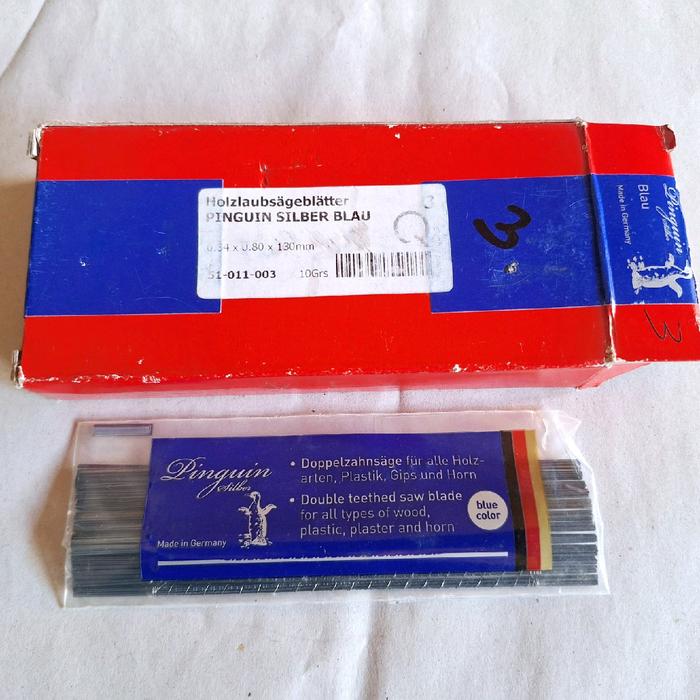 Holzlaubsägeblätter
PINGUIN SILBER BLAU
0.34 x 0.80 x 130mm
51-011-003 10Grs
3
Pinguin
Silber
Blau
Made in Germany
3
Pinguin
Silber
Made in Germany
• Doppelzahnsäge für alle Holz-
arten, Plastik, Gips und Horn
• Double teethed saw blade
for all types of wood,
plastic, plaster and horn
blue
color